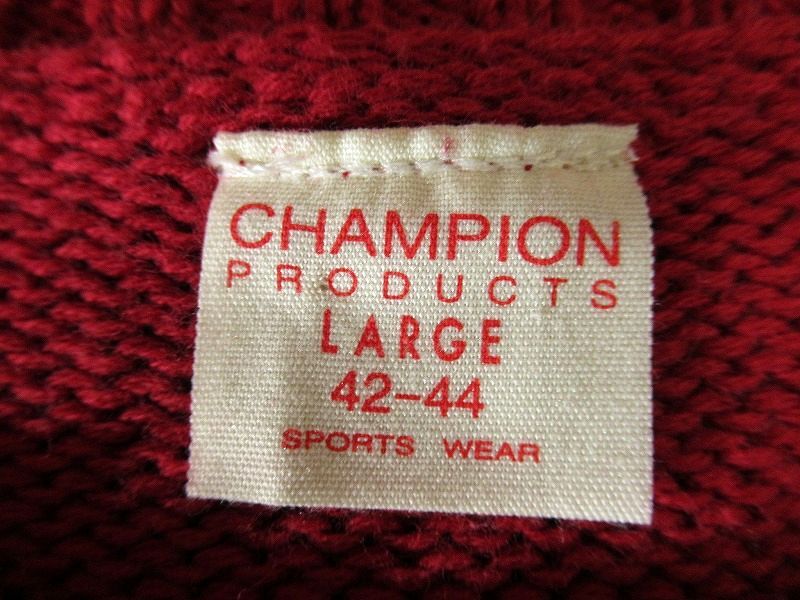 CHAMPION
PRODUCTS
LARGE
42-44
SPORTS WEAR